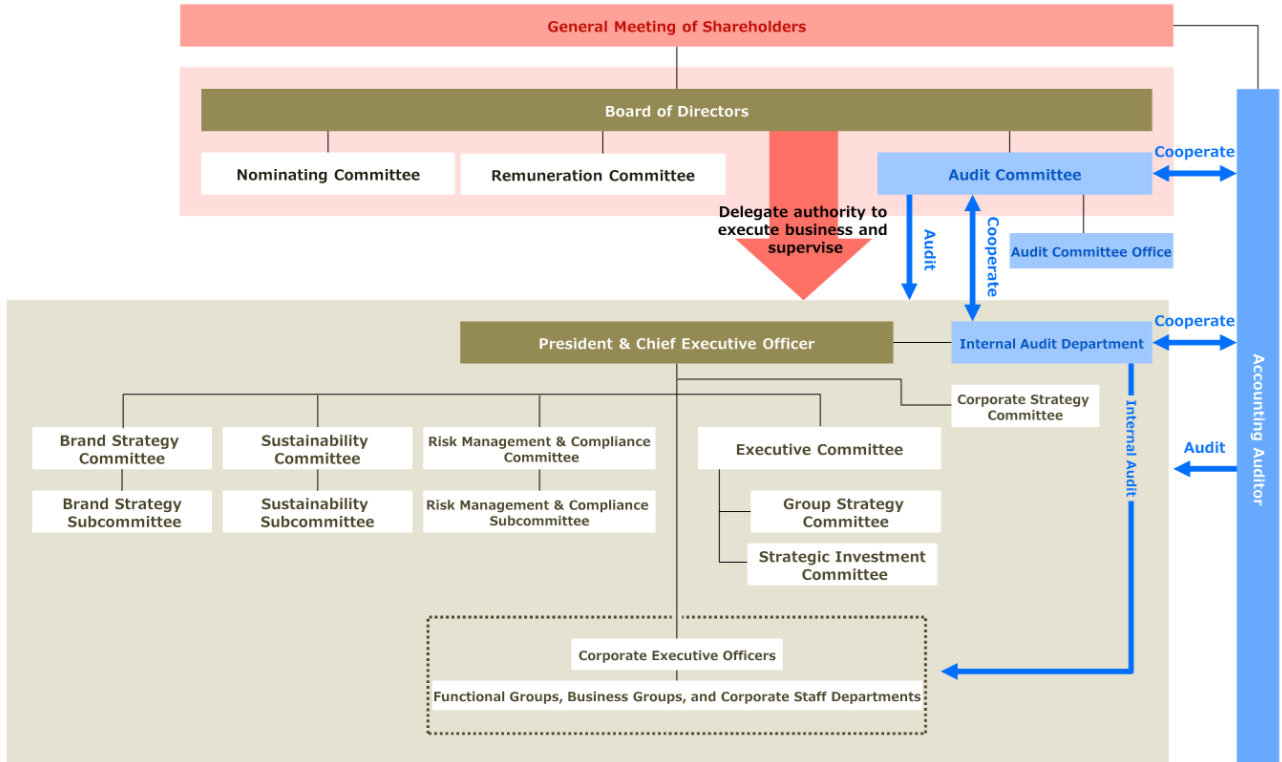 General Meeting of Shareholders
Board of Directors
Nominating Committee
Remuneration Committee
Audit Committee
Cooperate
Delegate authority to
execute business and
supervise
Audit
Cooperate
Audit Committee Office
President & Chief Executive Officer
Internal Audit Department
Cooperate
Accounting Auditor
Corporate Strategy
Committee
Internal Audit
Brand Strategy
Committee
Sustainability
Committee
Risk Management & Compliance
Committee
Executive Committee
Audit
Brand Strategy
Subcommittee
Sustainability
Subcommittee
Risk Management & Compliance
Subcommittee
Group Strategy
Committee
Strategic Investment
Committee
Corporate Executive Officers
Functional Groups, Business Groups, and Corporate Staff Departments